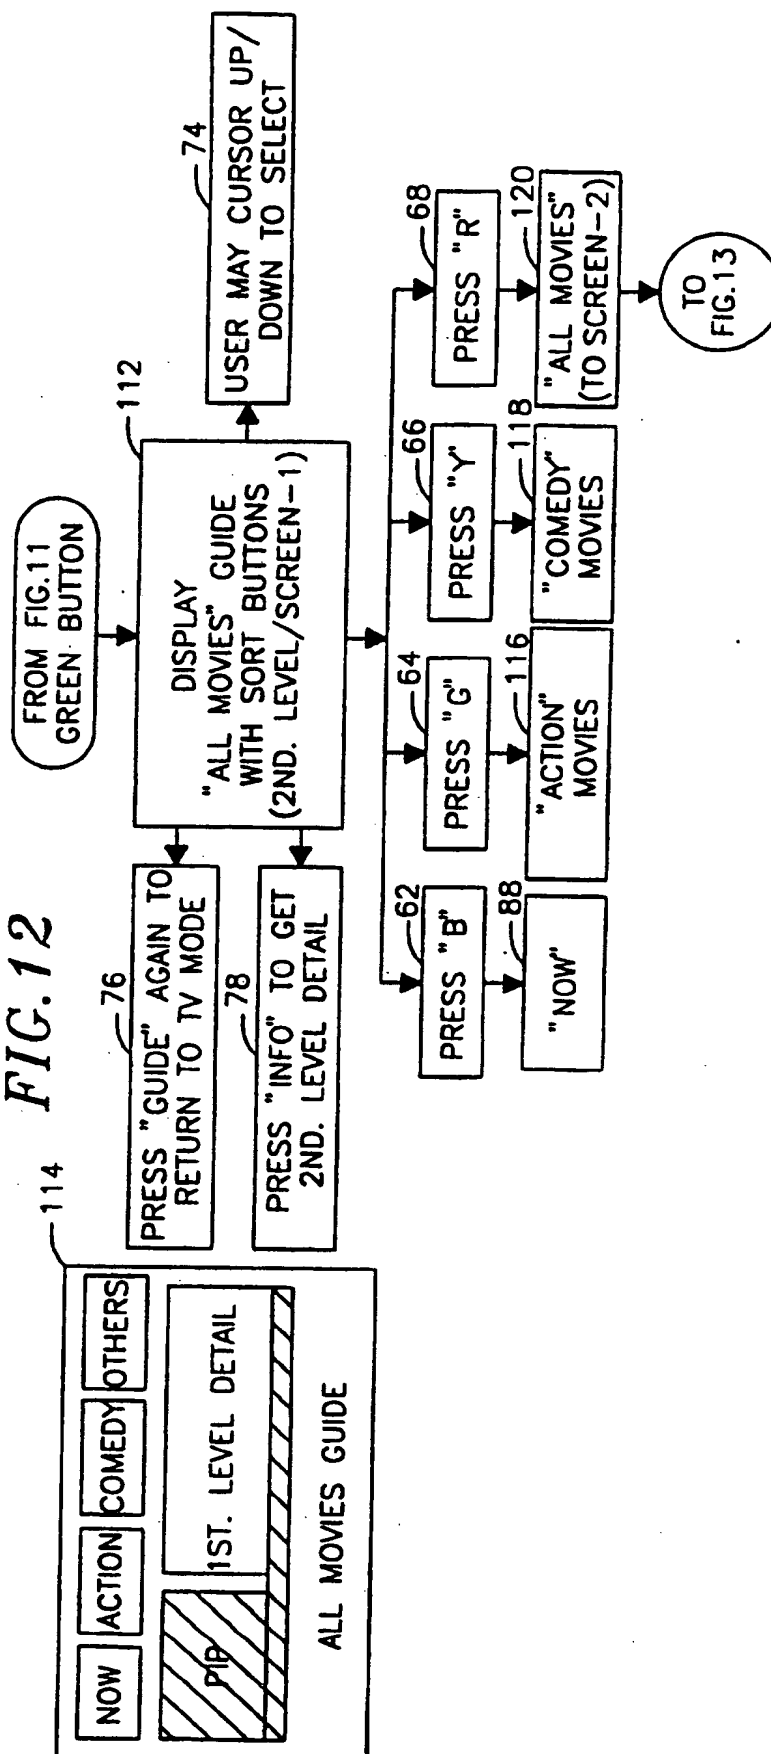 FIG.12
114
NOW
ACTION
COMEDY
OTHERS
PIP
1ST. LEVEL DETAIL
ALL MOVIES GUIDE
FROM FIG.11
GREEN BUTTON
112
DISPLAY
"ALL MOVIES" GUIDE
WITH SORT BUTTONS
(2ND. LEVEL/SCREEN-1)
74
USER MAY CURSOR UP/
DOWN TO SELECT
76
PRESS "GUIDE" AGAIN TO
RETURN TO TV MODE
78
PRESS "INFO" TO GET
2ND. LEVEL DETAIL
62
PRESS "B"
64
PRESS "G"
66
PRESS "Y"
68
PRESS "R"
88
"NOW"
116
"ACTION"
MOVIES
118
"COMEDY"
MOVIES
120
"ALL MOVIES"
(TO SCREEN-2)
TO
FIG.13